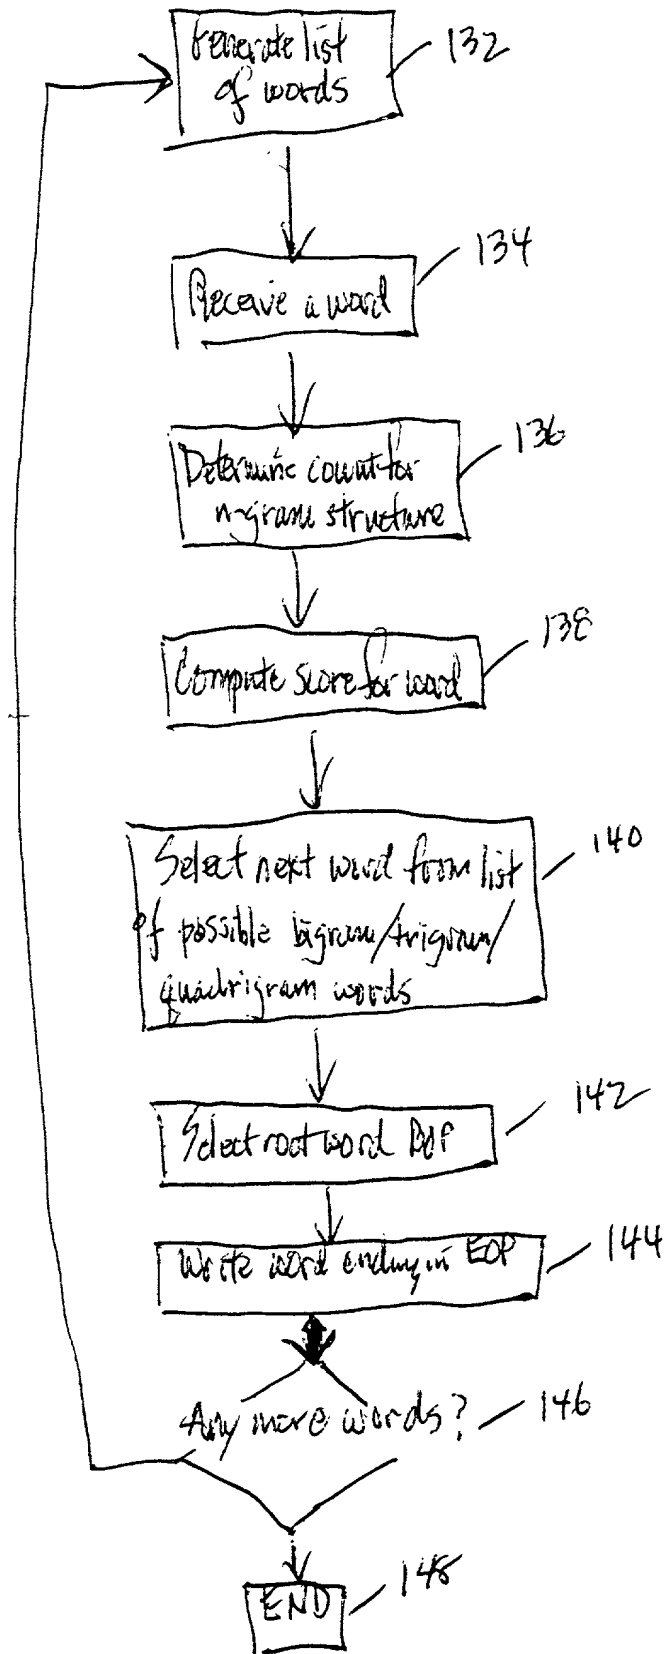 Generate list
of words
132
Receive a word
134
Determine count for
n-gram structure
136
Compute score for word
138
Select next word from list
of possible bigram/trigram/
quadrigram words
140
Select root word
142
Write word ending in EOP
144
Any more words?
146
END
148